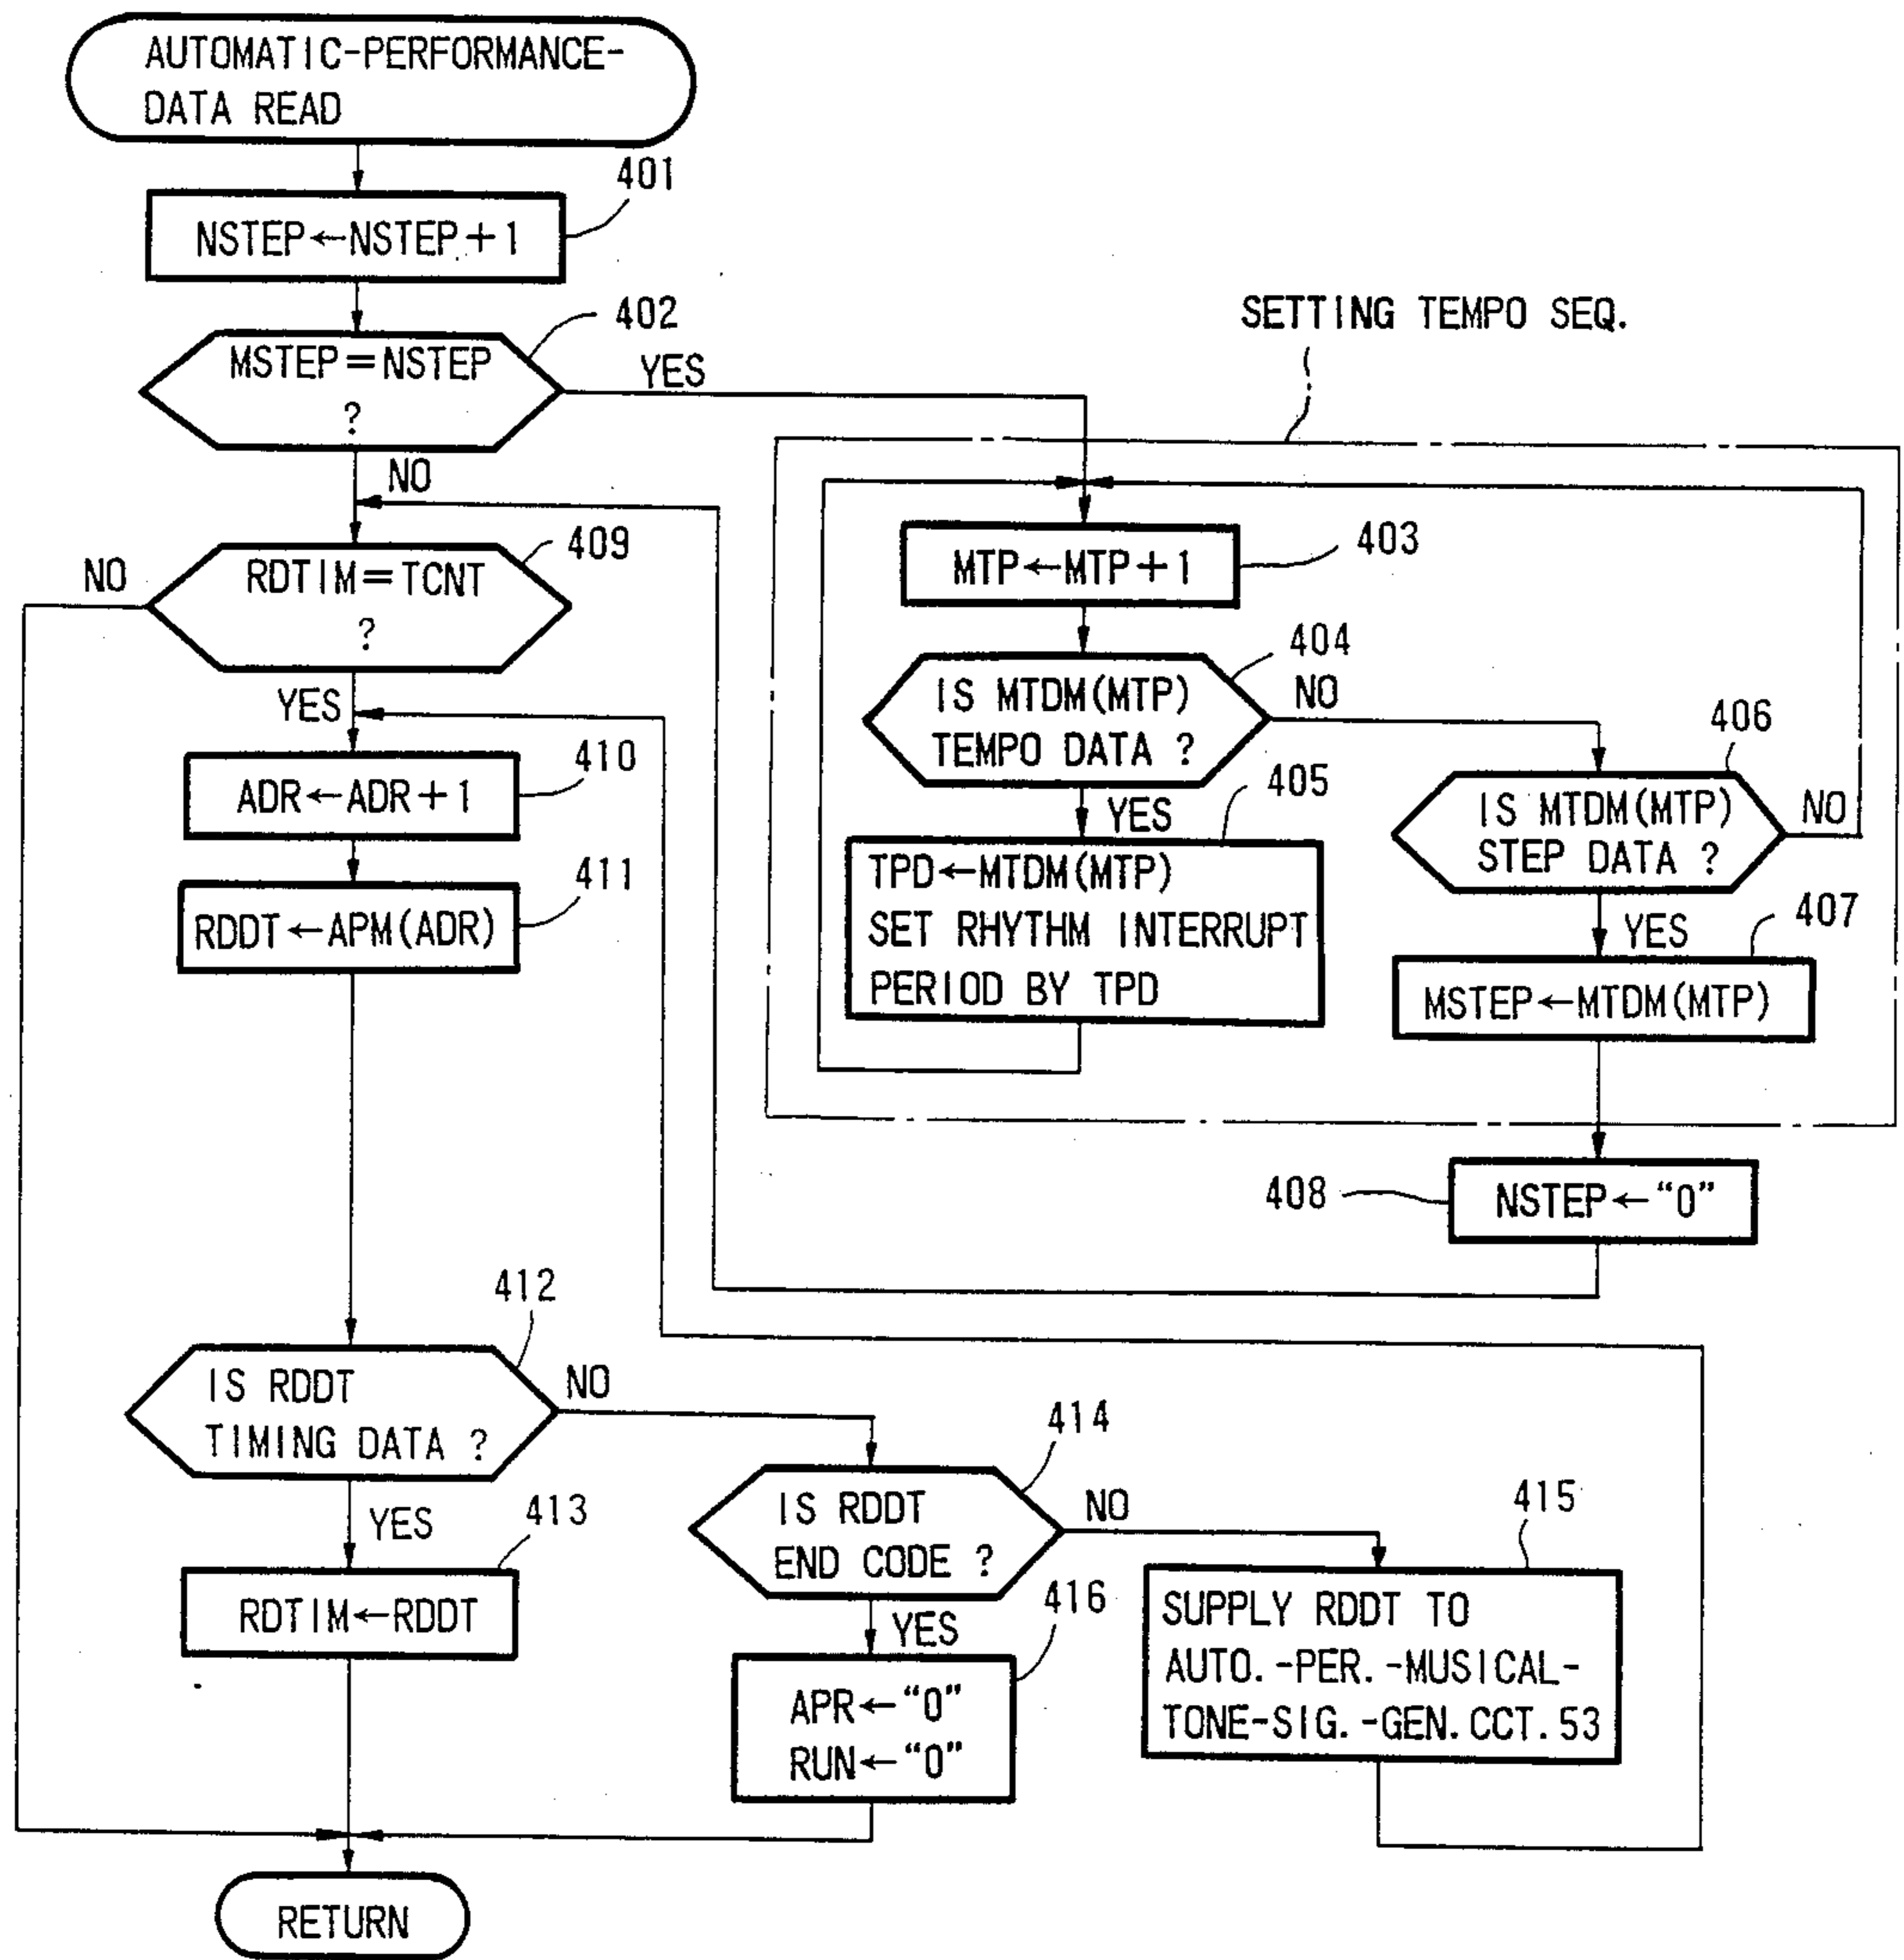 AUTOMATIC-PERFORMANCE-
DATA READ
401
NSTEP←NSTEP+1
402
MSTEP=NSTEP
?
YES
NO
SETTING TEMPO SEQ.
409
RDTIM=TCNT
?
NO
YES
403
MTP←MTP+1
404
IS MTDM(MTP)
TEMPO DATA ?
NO
YES
405
TPD←MTDM(MTP)
SET RHYTHM INTERRUPT
PERIOD BY TPD
406
IS MTDM(MTP)
STEP DATA ?
NO
YES
407
MSTEP←MTDM(MTP)
408
NSTEP←“0”
410
ADR←ADR+1
411
RDDT←APM(ADR)
412
IS RDDT
TIMING DATA ?
NO
YES
413
RDTIM←RDDT
414
IS RDDT
END CODE ?
NO
YES
415
SUPPLY RDDT TO
AUTO.-PER.-MUSICAL-
TONE-SIG.-GEN.CCT.53
416
APR←“0”
RUN←“0”
RETURN